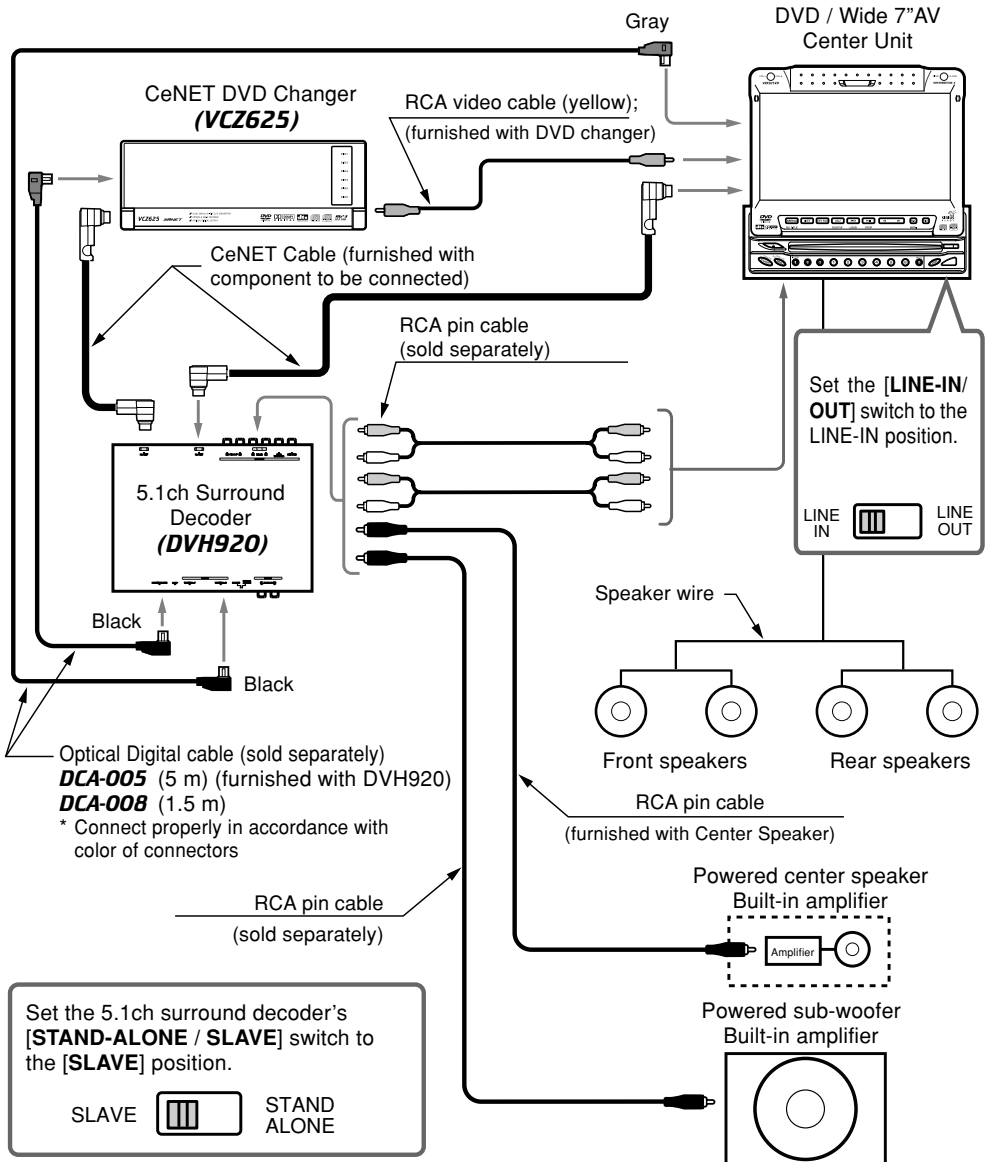 Gray
DVD / Wide 7”AV
Center Unit
CeNET DVD Changer
(VCZ625)
RCA video cable (yellow);
(furnished with DVD changer)
VCZ625
CeNET Cable (furnished with
component to be connected)
RCA pin cable
(sold separately)
Set the [LINE-IN/
OUT] switch to the
LINE-IN position.
LINE
IN
LINE
OUT
5.1ch Surround
Decoder
(DVH920)
Black
Black
Speaker wire
Front speakers
Rear speakers
Optical Digital cable (sold separately)
DCA-005 (5 m) (furnished with DVH920)
DCA-008 (1.5 m)
* Connect properly in accordance with
color of connectors
RCA pin cable
(furnished with Center Speaker)
RCA pin cable
(sold separately)
Powered center speaker
Built-in amplifier
Amplifier
Powered sub-woofer
Built-in amplifier
Set the 5.1ch surround decoder’s
[STAND-ALONE / SLAVE] switch to
the [SLAVE] position.
SLAVE
STAND
ALONE